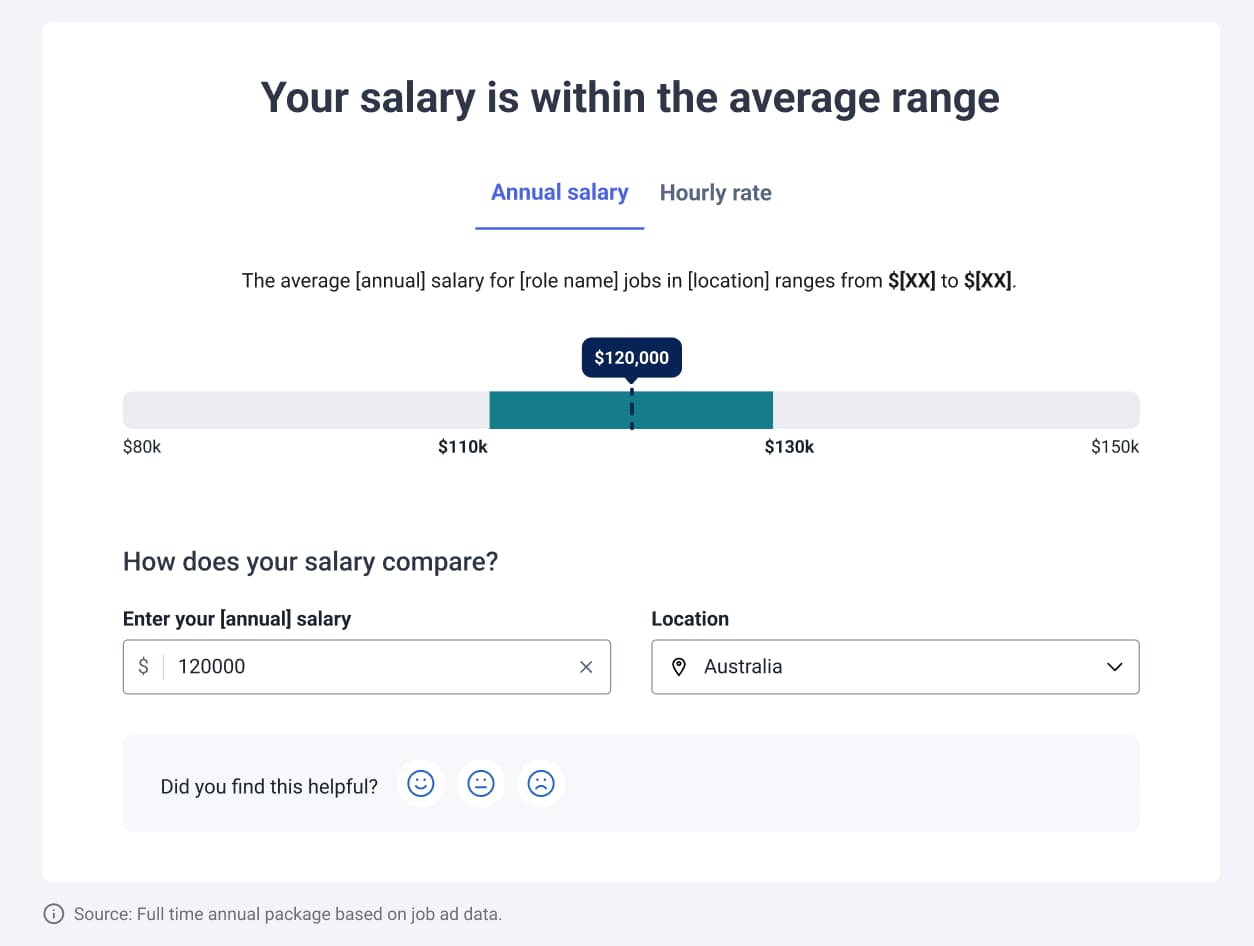 Your salary is within the average range
Annual salary Hourly rate
The average [annual] salary for [role name] jobs in [location] ranges from $[XX] to $[XX].
$120,000
$80k $110k $130k $150k
How does your salary compare?
Enter your [annual] salary Location
$ 120000 Australia
Did you find this helpful?
Source: Full time annual package based on job ad data.